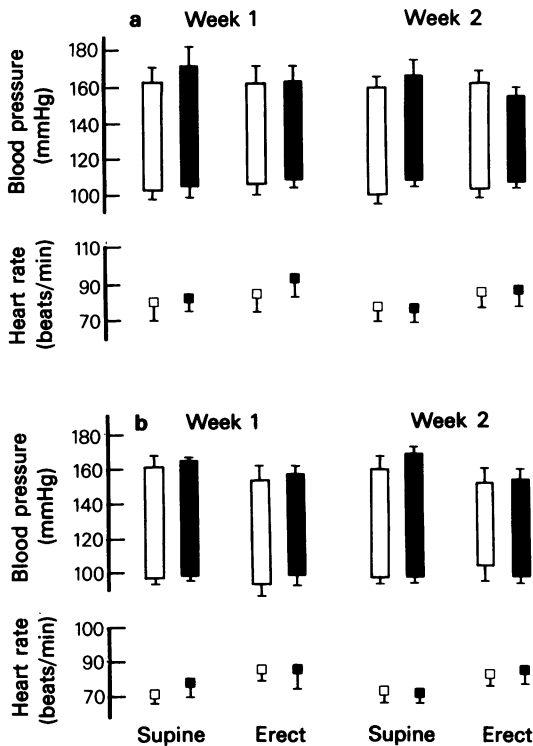 a Week 1 Week 2
Blood pressure
(mmHg)
180
160
140
120
100
Heart rate
(beats/min)
110
90
70
b Week 1 Week 2
Blood pressure
(mmHg)
180
160
140
120
100
Heart rate
(beats/min)
100
90
70
Supine Erect Supine Erect